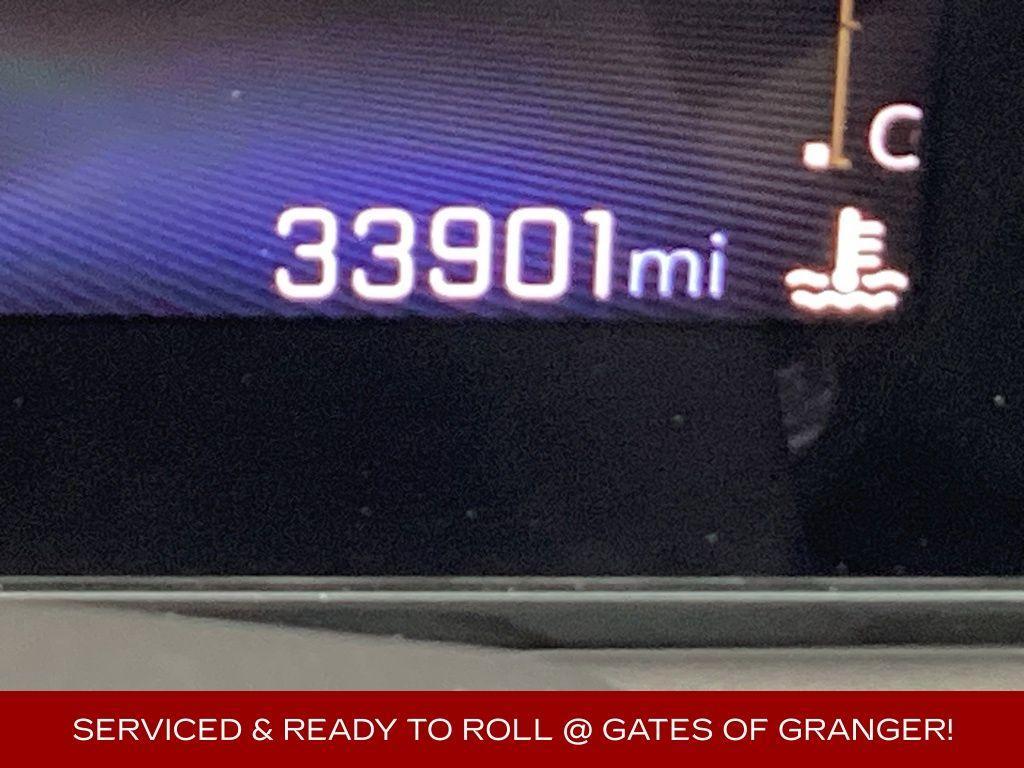 C
33901mi
SERVICED & READY TO ROLL @ GATES OF GRANGER!